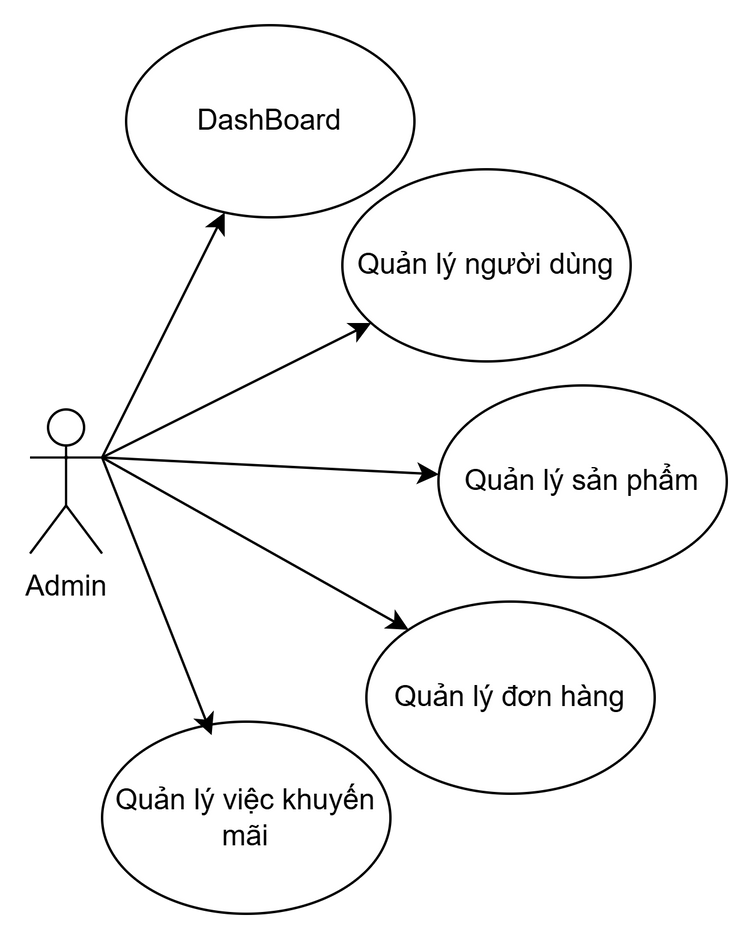 DashBoard
Quản lý người dùng
Quản lý sản phẩm
Admin
Quản lý đơn hàng
Quản lý việc khuyến
mãi